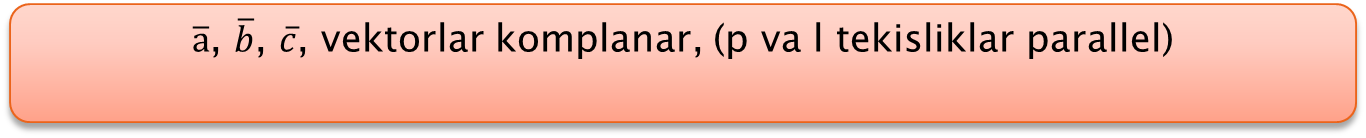 a̅, b̅, c̅, vektorlar komplanar, (p va l tekisliklar parallel)